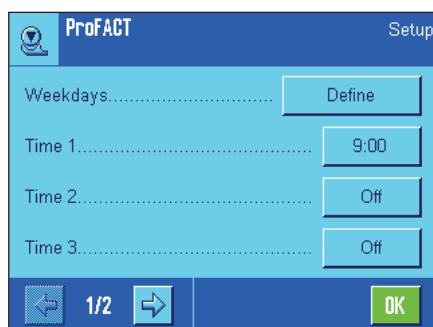 ProFACT Setup
Weekdays............................ Define
Time 1....................................... 9:00
Time 2....................................... Off
Time 3....................................... Off
1/2 OK